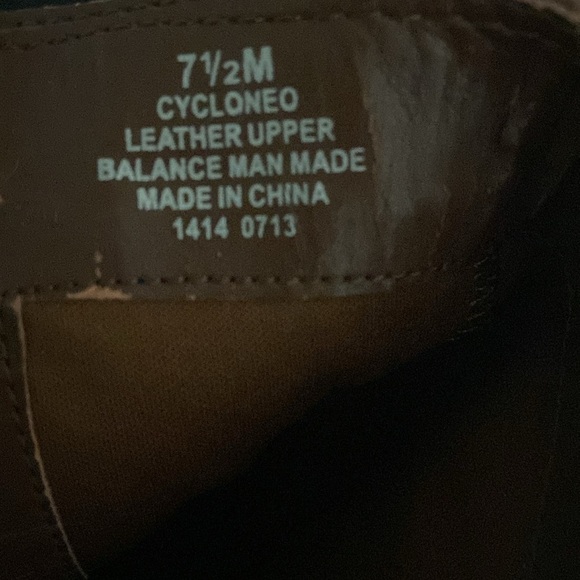 7½M
CYCLONEO
LEATHER UPPER
BALANCE MAN MADE
MADE IN CHINA
1414 0713